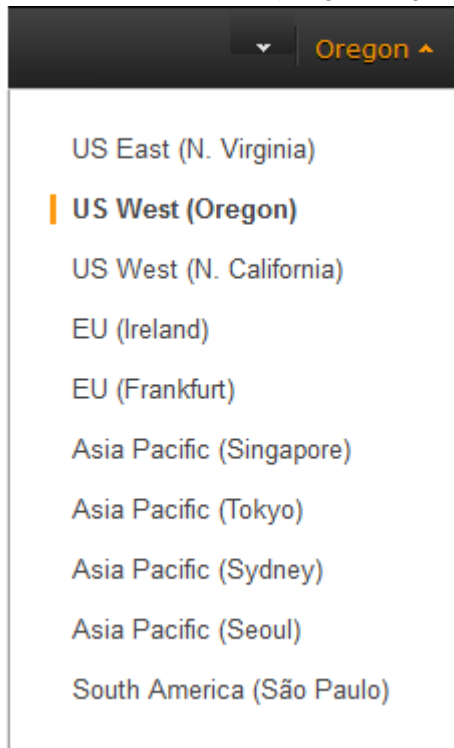 Oregon
US East (N. Virginia)
US West (Oregon)
US West (N. California)
EU (Ireland)
EU (Frankfurt)
Asia Pacific (Singapore)
Asia Pacific (Tokyo)
Asia Pacific (Sydney)
Asia Pacific (Seoul)
South America (São Paulo)